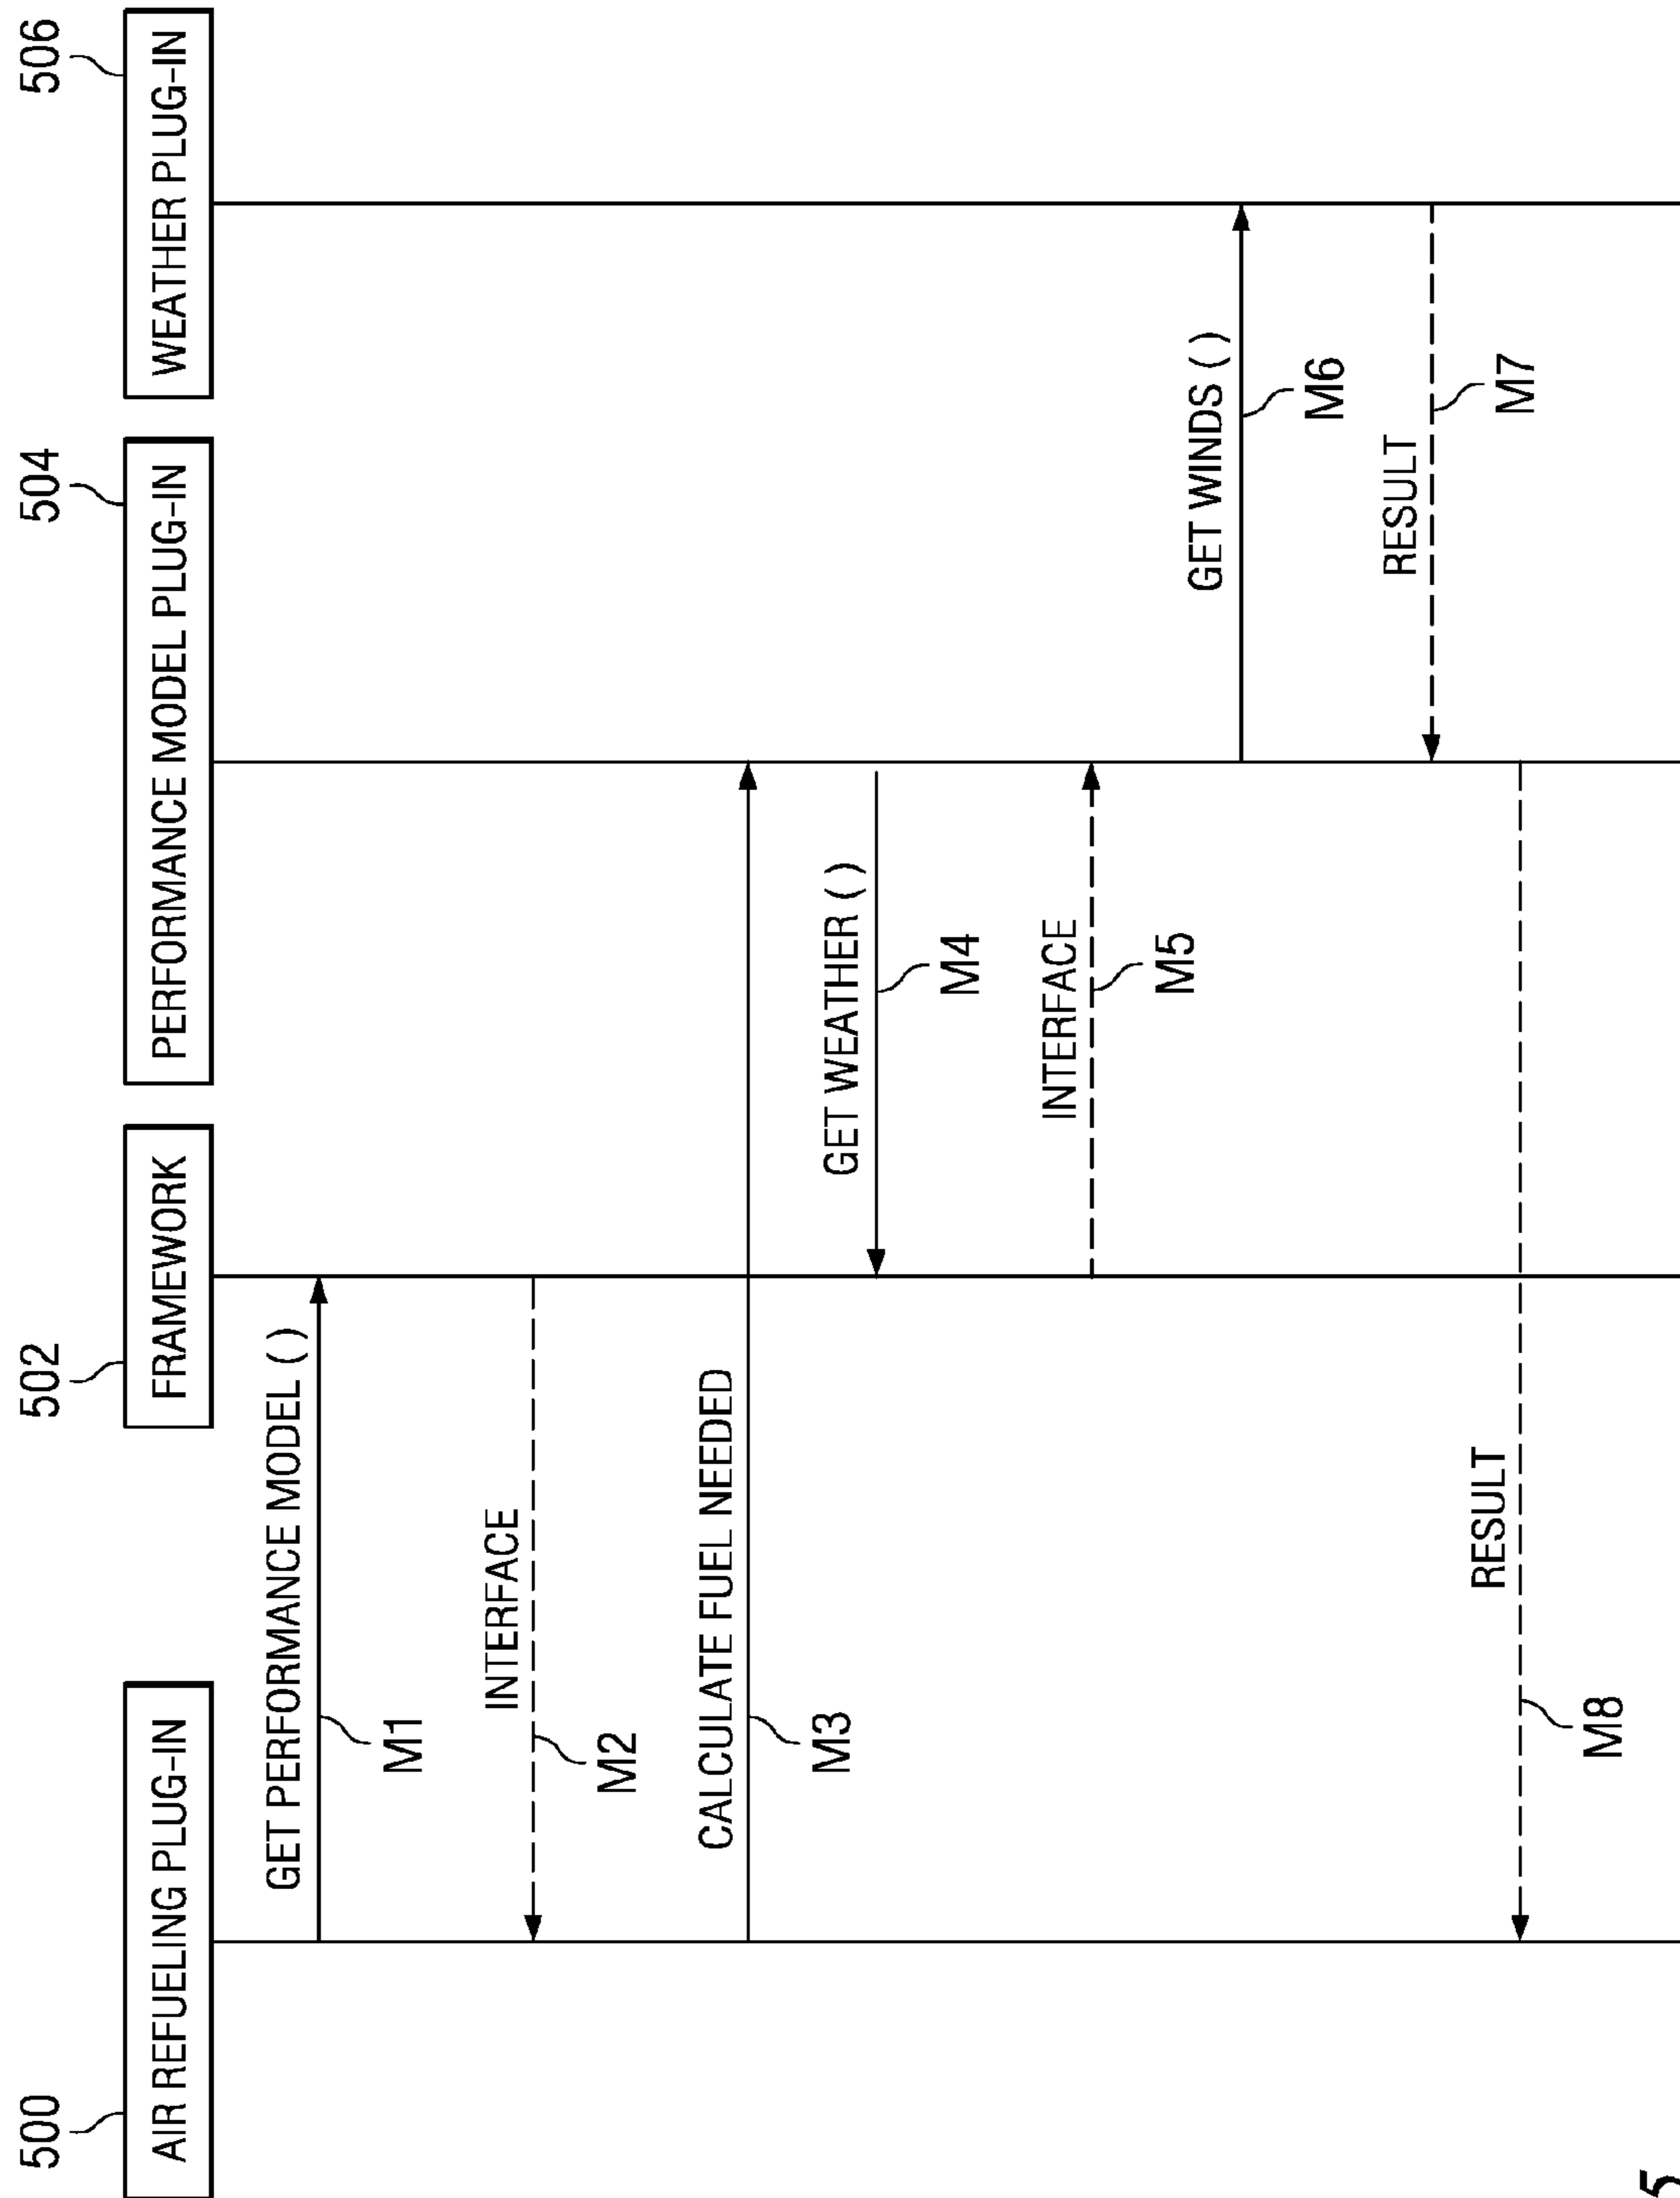 500
502
504
506
AIR REFUELING PLUG-IN
FRAMEWORK
PERFORMANCE MODEL PLUG-IN
WEATHER PLUG-IN
GET PERFORMANCE MODEL ( )
M1
INTERFACE
M2
CALCULATE FUEL NEEDED
M3
GET WEATHER ( )
M4
INTERFACE
M5
GET WINDS ( )
M6
RESULT
M7
RESULT
M8
5